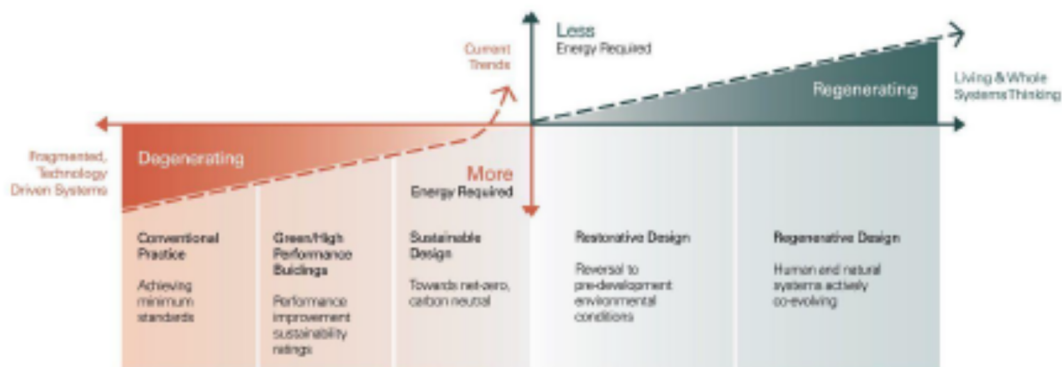 Current
Trends
Less
Energy Required
Regenerating
Living & Whole
Systems Thinking
Fragmented,
Technology
Driven Systems
Degenerating
More
Energy Required
Conventional
Practice
Achieving
minimum
standards
Green/High
Performance
Buildings
Performance
improvement
sustainability
ratings
Sustainable
Design
Towards net-zero,
carbon neutral
Restorative Design
Reversal to
pre-development
environmental
conditions
Regenerative Design
Human and natural
systems actively
co-evolving